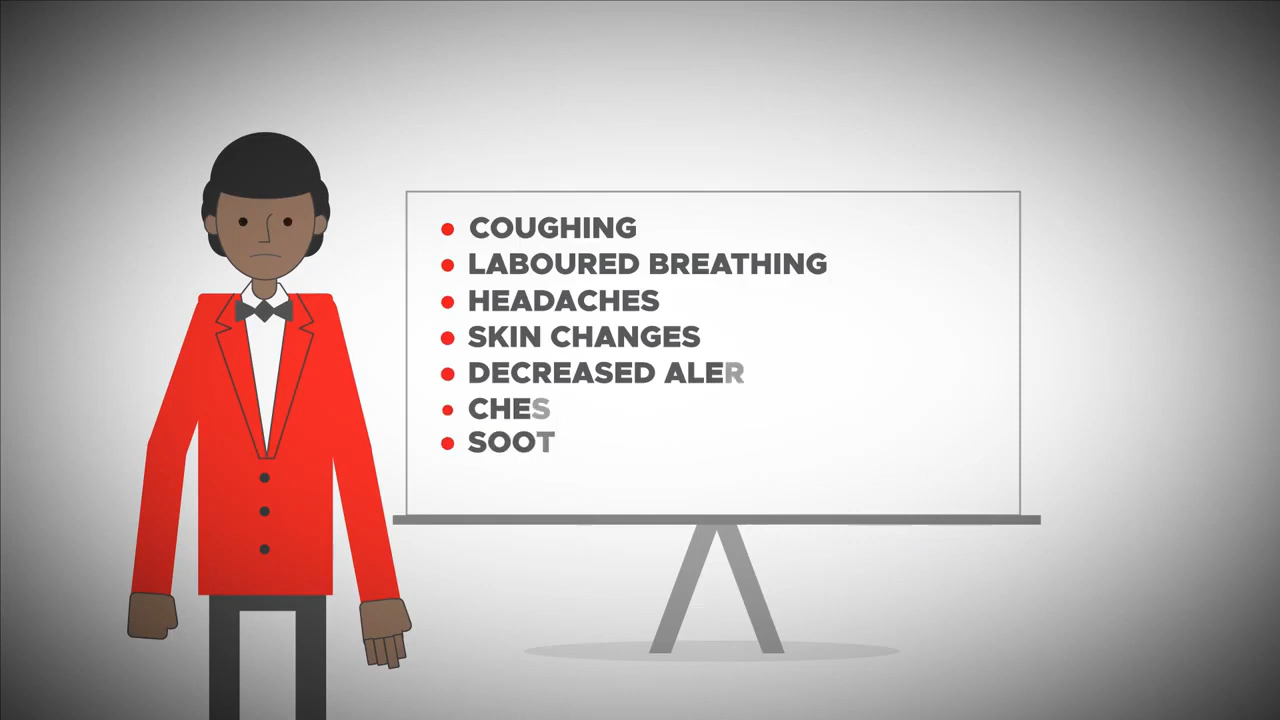 COUGHING
LABOURED BREATHING
HEADACHES
SKIN CHANGES
DECREASED ALER
CHES
SOOT